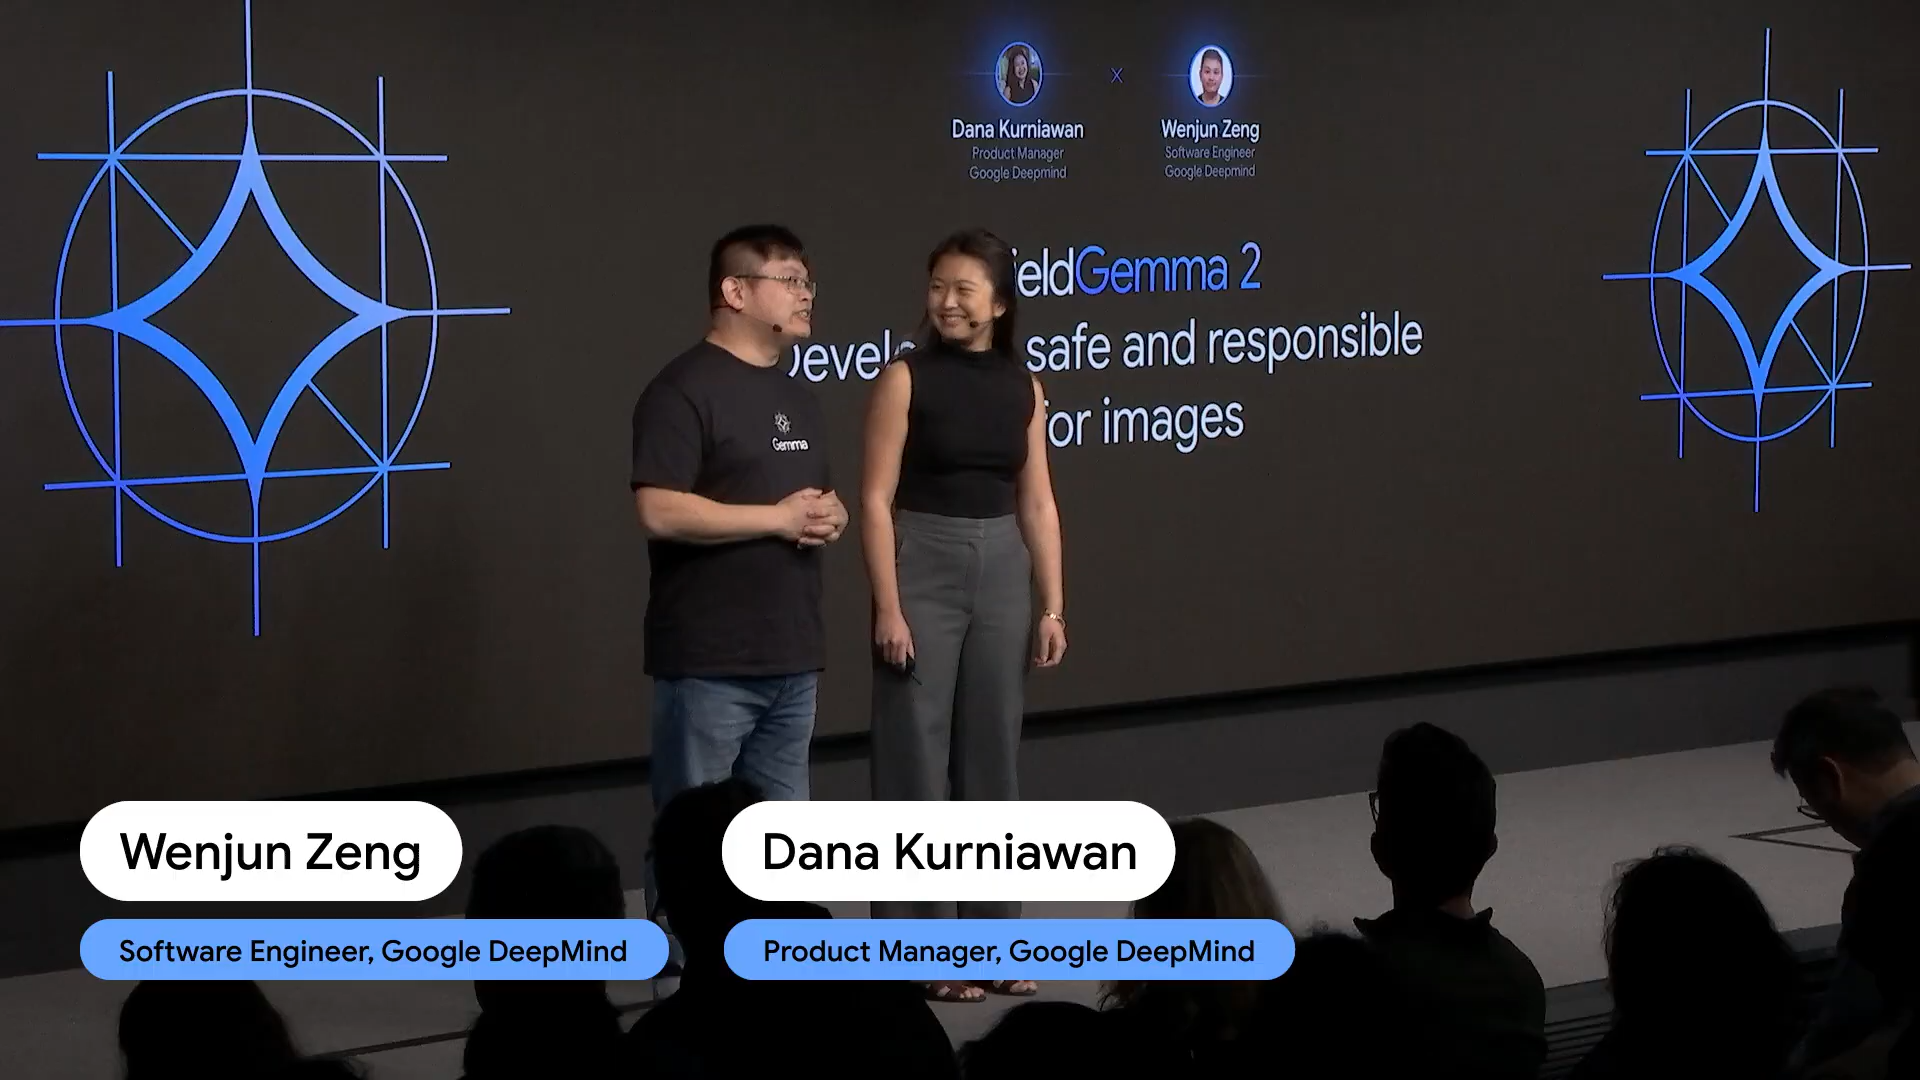 Dana Kurniawan
Product Manager
Google Deepmind
X
Wenjun Zeng
Software Engineer
Google Deepmind
ieldGemma 2
safe and responsible
for images
Gemma
Wenjun Zeng
Software Engineer, Google DeepMind
Dana Kurniawan
Product Manager, Google DeepMind